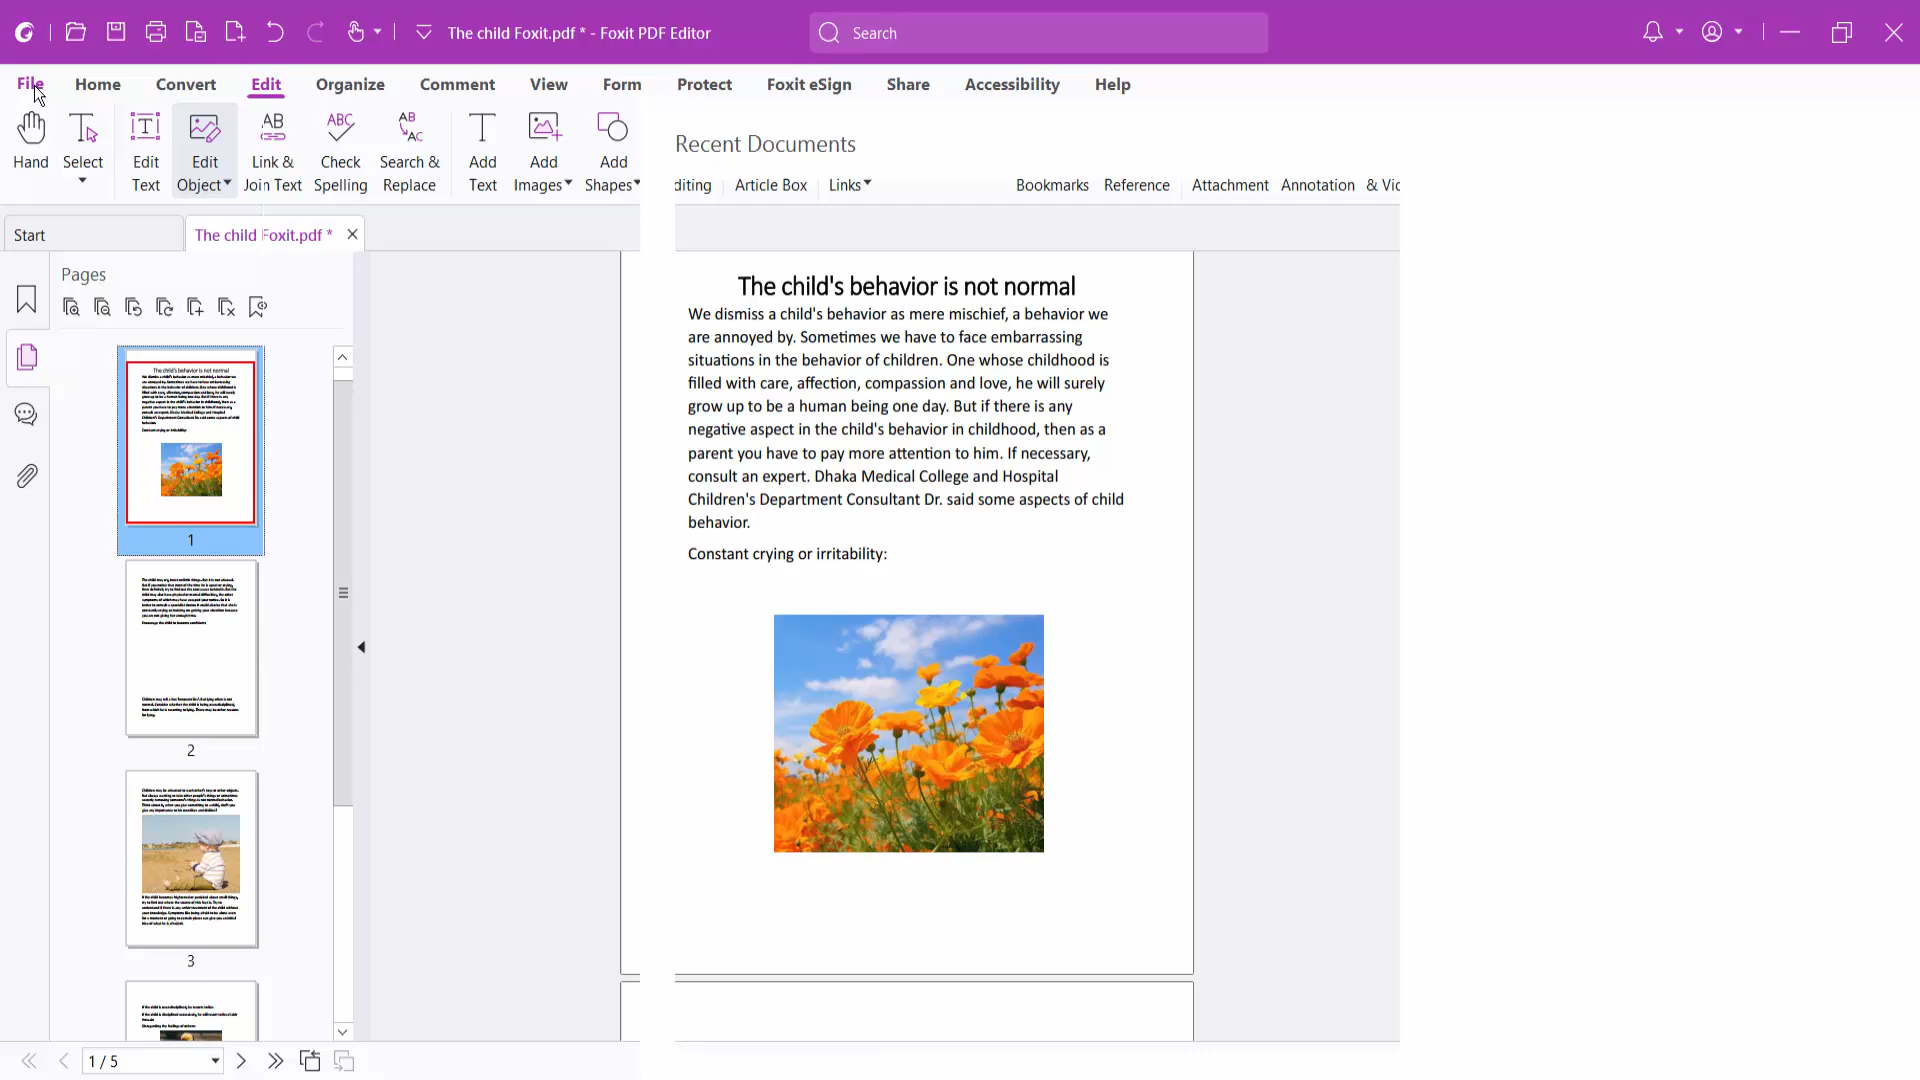 The child Foxit.pdf * - Foxit PDF Editor
Search
File Home Convert Edit Organize Comment View Form Protect Foxit eSign Share Accessibility Help
Hand
Select
Edit Text
Edit Object
Link & Join Text
Check Spelling
Search & Replace
Add Text
Add Images
Add Shapes
Recent Documents
diting Article Box Links Bookmarks Reference Attachment Annotation & Vic
Start
The child Foxit.pdf *
Pages
1
2
3
1 / 5
The child's behavior is not normal
We dismiss a child's behavior as mere mischief, a behavior we
are annoyed by. Sometimes we have to face embarrassing
situations in the behavior of children. One whose childhood is
filled with care, affection, compassion and love, he will surely
grow up to be a human being one day. But if there is any
negative aspect in the child's behavior in childhood, then as a
parent you have to pay more attention to him. If necessary,
consult an expert. Dhaka Medical College and Hospital
Children's Department Consultant Dr. said some aspects of child
behavior.
Constant crying or irritability: